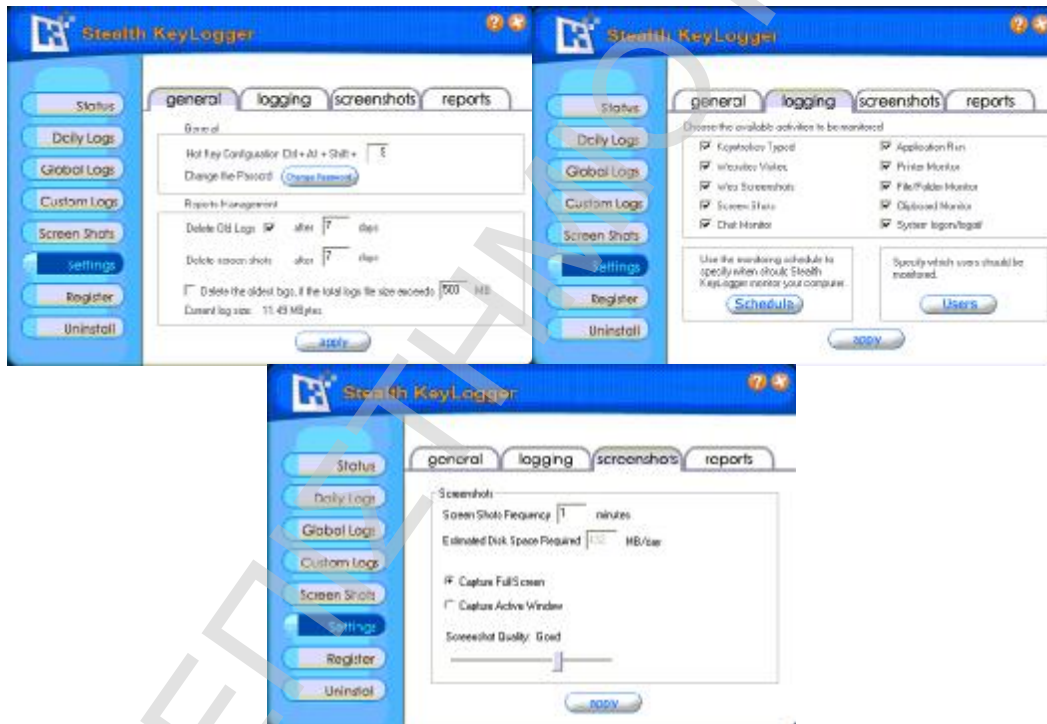 Stealth KeyLogger
Status
Daily Logs
Global Logs
Custom Logs
Screen Shots
Settings
Register
Uninstall
general logging screenshots reports
General
Hot Key Configuration Ctrl + Alt + Shift +
Change the Password Change Password
Reports Management
Delete Old Logs after 7 days
Delete screen shots after 7 days
Delete the oldest logs, if the total logs file size exceeds 500 MB
Current log size: 11.49 MBytes
apply
Stealth KeyLogger
Status
Daily Logs
Global Logs
Custom Logs
Screen Shots
Settings
Register
Uninstall
general logging screenshots reports
Choose the available activities to be monitored
Keystrokes Typed Application Run
Websites Visited Printer Monitor
Web Screenshots File/Folder Monitor
Screen Shots Clipboard Monitor
Chat Monitor System logon/logoff
Use the monitoring schedule to
specify when should Stealth
KeyLogger monitor your computer
Schedule
Specify which users should be
monitored.
Users
apply
Stealth KeyLogger
Status
Daily Logs
Global Logs
Custom Logs
Screen Shots
Settings
Register
Uninstall
general logging screenshots reports
Screenshots
Screen Shots Frequency 1 minutes
Estimated Disk Space Required MB/day
Capture Full Screen
Capture Active Window
Screenshot Quality: Good
apply